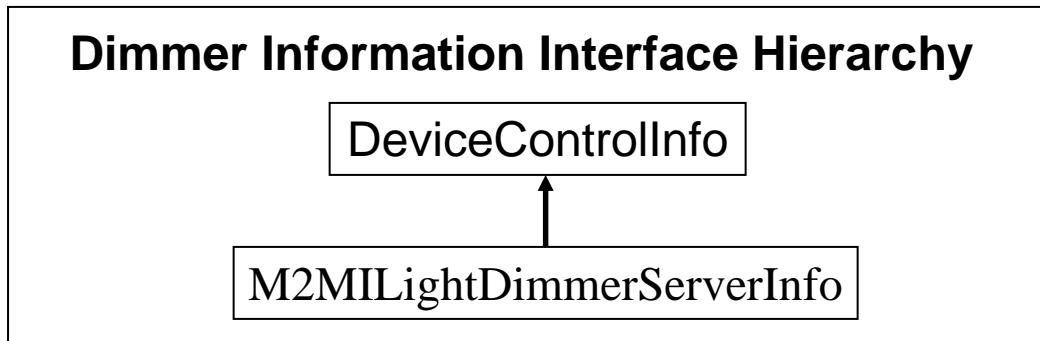 Dimmer Information Interface Hierarchy
DeviceControlInfo
M2MILightDimmerServerInfo